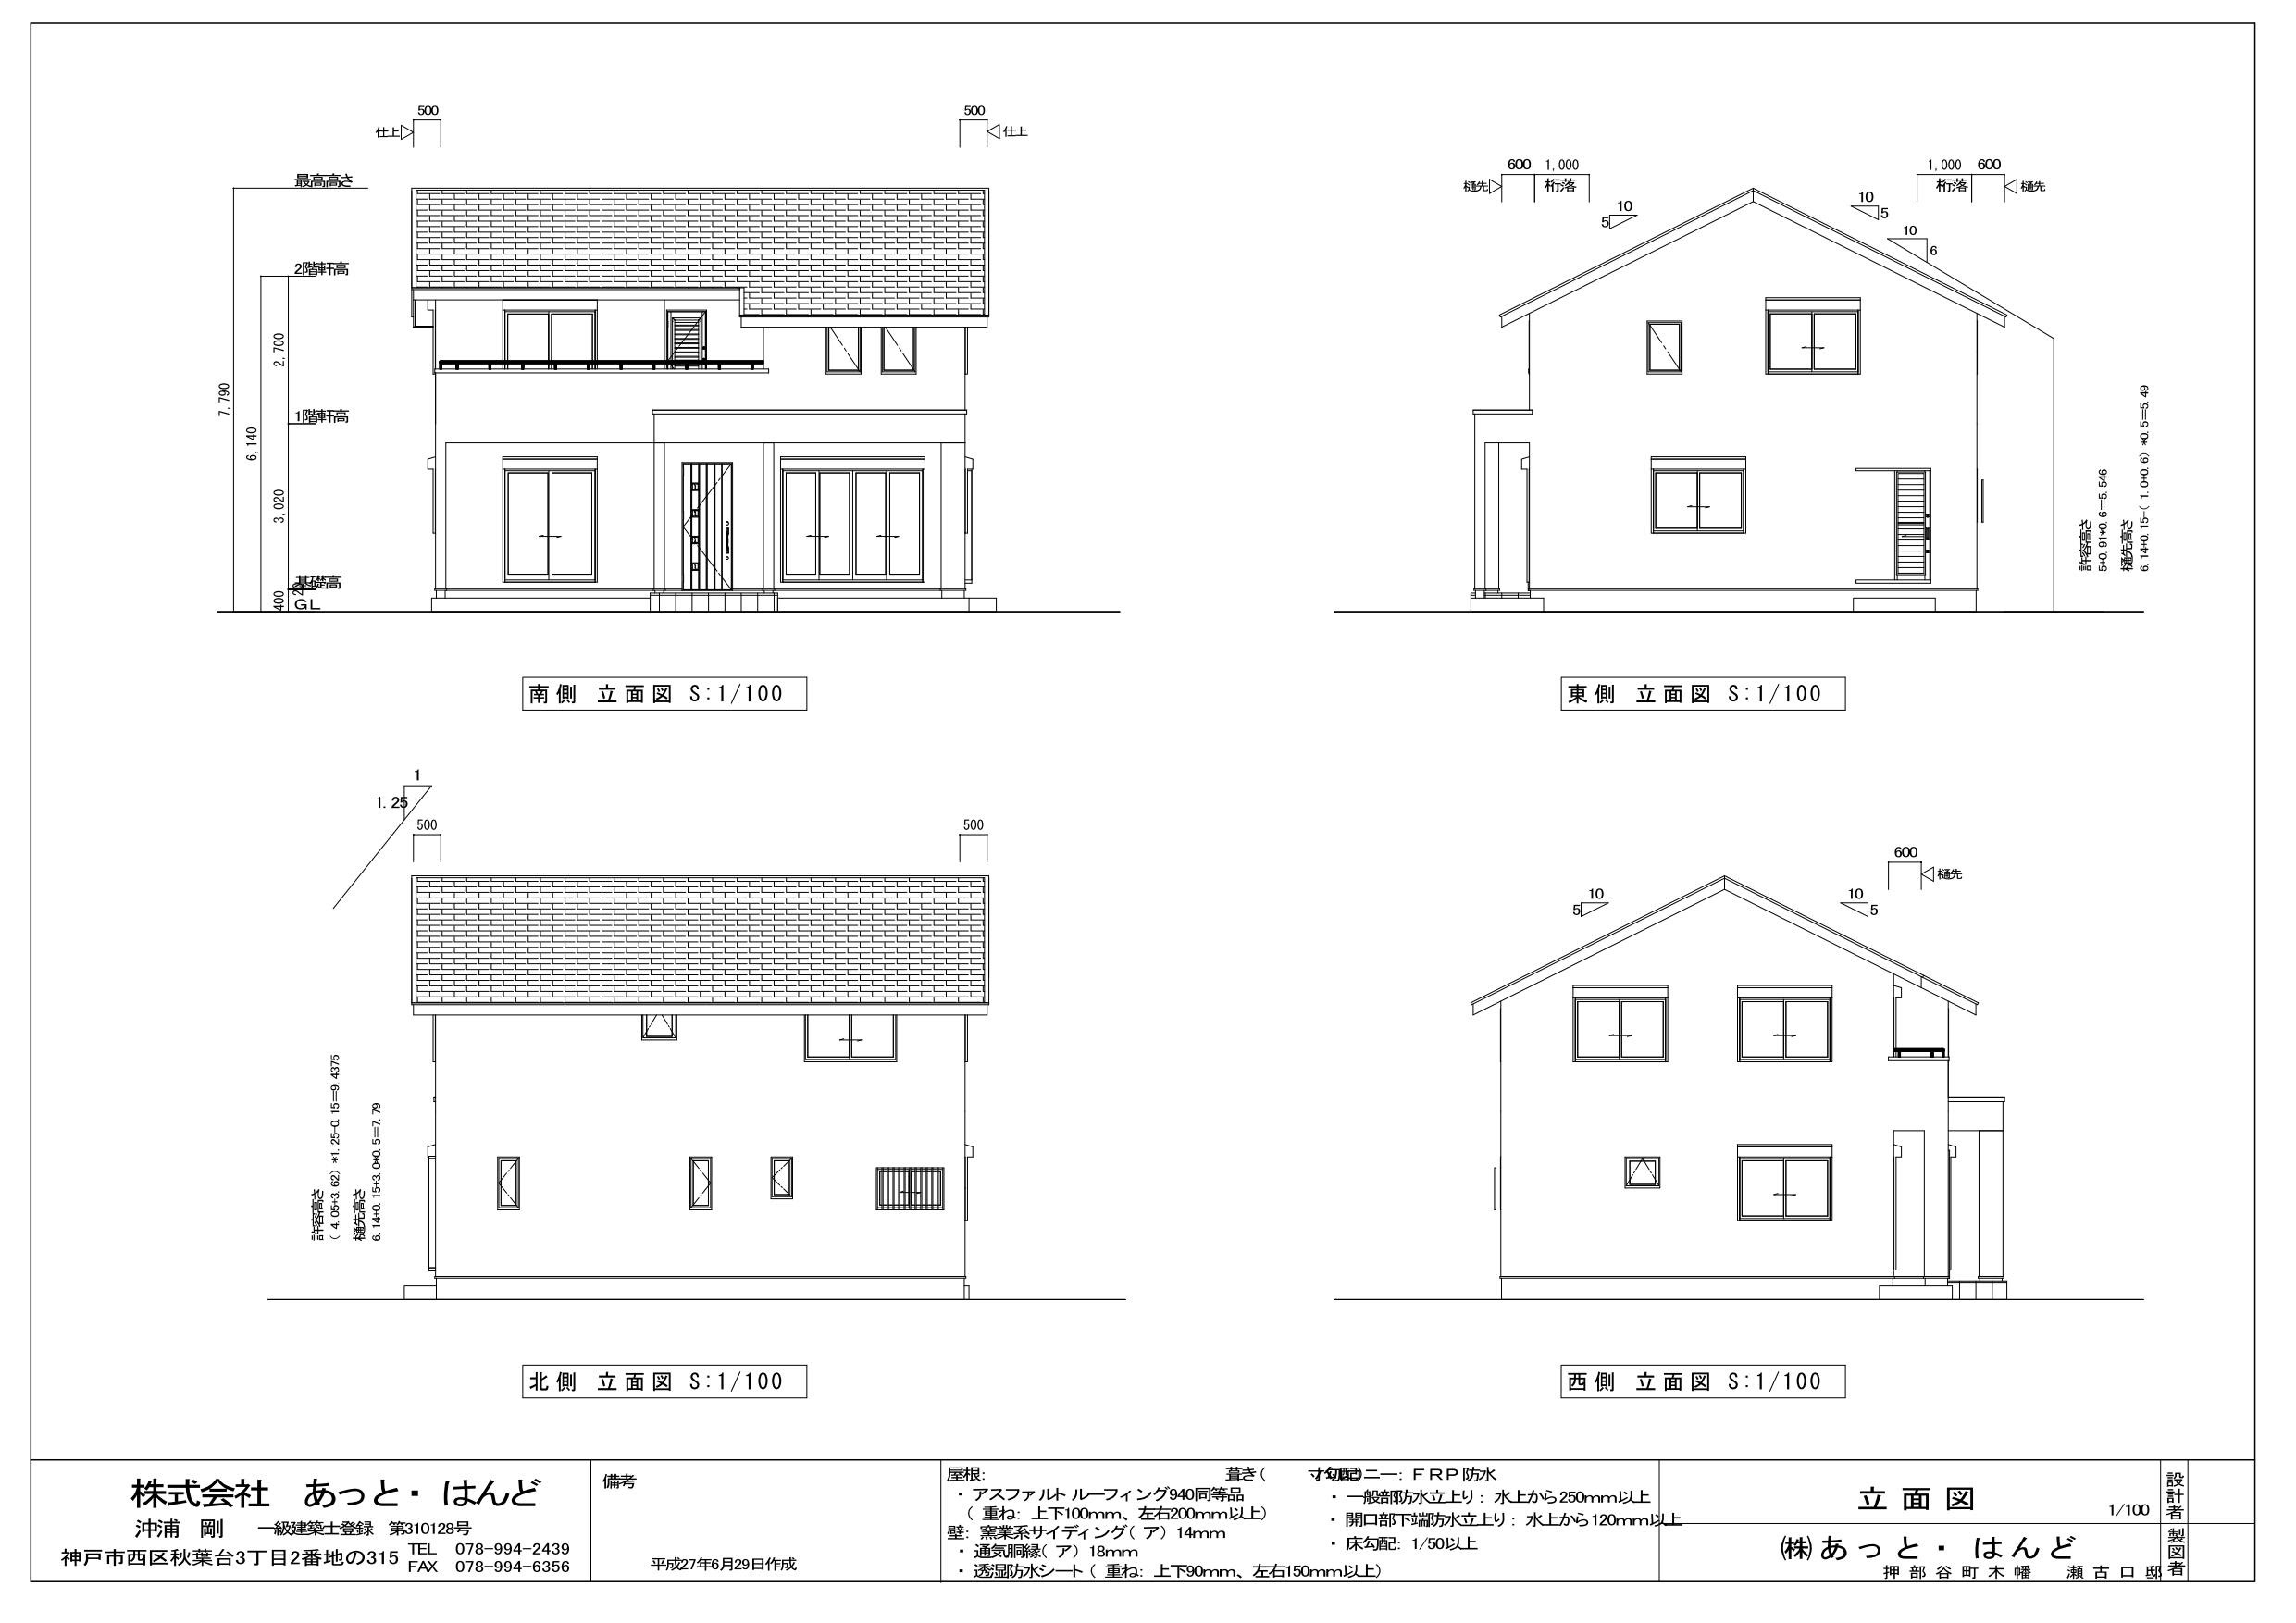 500
仕上
500
仕上
最高高さ
2階軒高
2,700
7,790
1階軒高
6,140
3,020
基礎高
400
20
GL
南側 立面図 S:1/100
600 1,000
樋先
桁落
1,000 600
桁落
樋先
10
5
10
5
10
6
許容高さ
5+0.91*0.6=5.546
樋先高さ
6.14+0.15-(1.0+0.6)*0.5=5.49
東側 立面図 S:1/100
1
1.25
500
500
許容高さ
(4.05+3.62)*1.25-0.15=9.4375
樋先高さ
6.14+0.15+3.0*0.5=7.79
北側 立面図 S:1/100
600
樋先
10
5
10
5
西側 立面図 S:1/100
株式会社 あっと・はんど
沖浦 剛 一級建築士登録 第310128号
神戸市西区秋葉台3丁目2番地の315
TEL 078-994-2439
FAX 078-994-6356
備考
平成27年6月29日作成
屋根: 葺き( 寸勾配)
・アスファルトルーフィング940同等品
(重ね: 上下100mm、左右200mm以上)
壁: 窯業系サイディング(ア)14mm
・通気胴縁(ア)18mm
・透湿防水シート(重ね: 上下90mm、左右150mm以上)
コニー: FRP防水
・一般部防水立上り: 水上から250mm以上
・開口部下端防水立上り: 水上から120mm以上
・床勾配: 1/50以上
立面図
1/100
設計者
㈱あっと・はんど
押部谷町木幡 瀬古口 邸
製図者